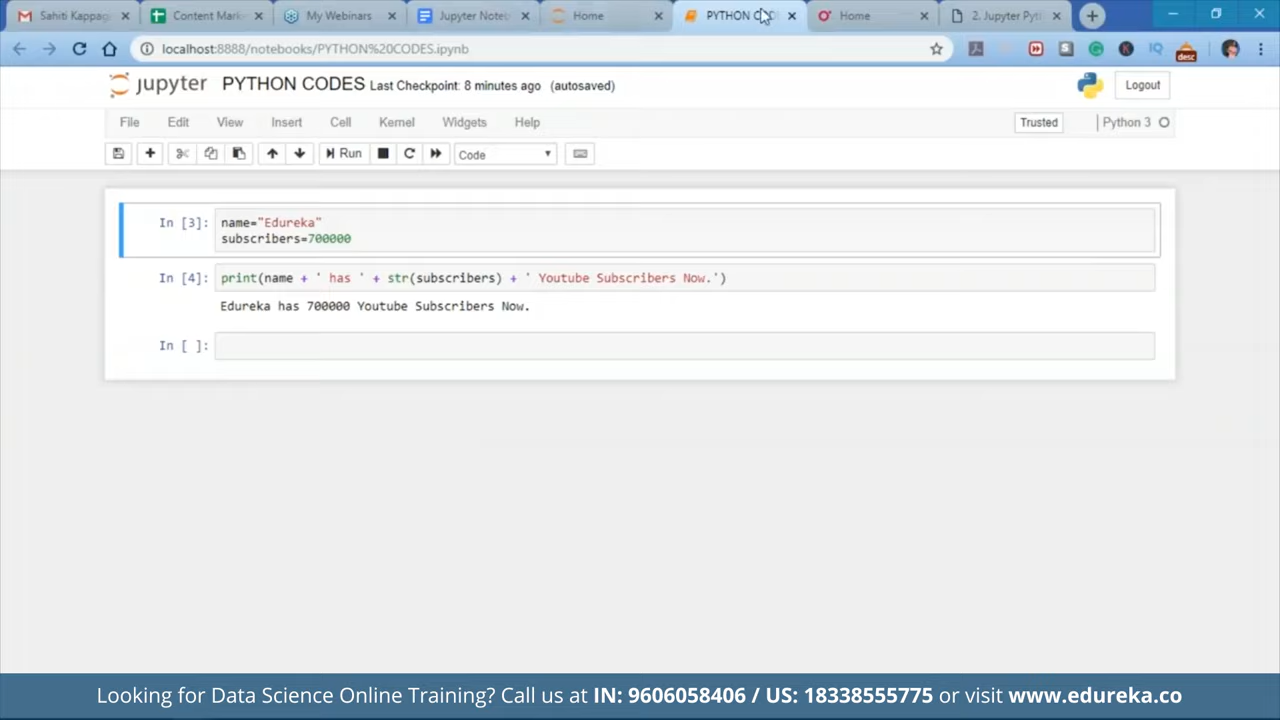 Sahiti Kappag
Content Mark
My Webinars
Jupyter Noteb
Home
PYTHON CODE
Home
2. Jupyter Pyt
localhost:8888/notebooks/PYTHON%20CODES.ipynb
desc
jupyter PYTHON CODES Last Checkpoint: 8 minutes ago (autosaved)
Logout
File Edit View Insert Cell Kernel Widgets Help
Trusted Python 3
Run Code
In [3]: name="Edureka"
subscribers=700000
In [4]: print(name + ' has ' + str(subscribers) + ' Youtube Subscribers Now.')
Edureka has 700000 Youtube Subscribers Now.
In [ ]:
Looking for Data Science Online Training? Call us at IN: 9606058406 / US: 18338555775 or visit www.edureka.co